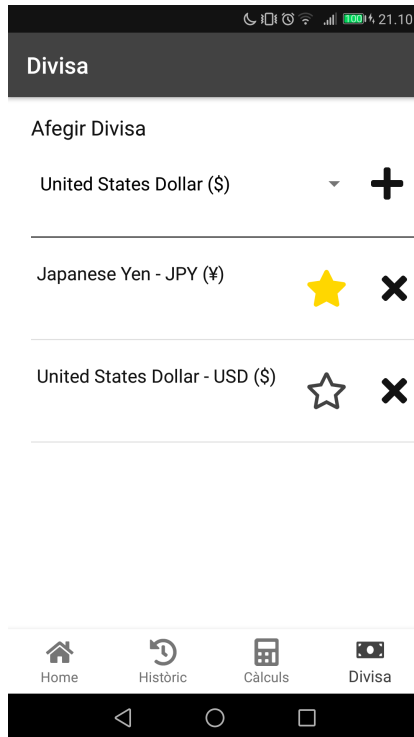 100 21.10
Divisa
Afegir Divisa
United States Dollar ($)
Japanese Yen - JPY (¥)
United States Dollar - USD ($)
Home Històric Càlculs Divisa